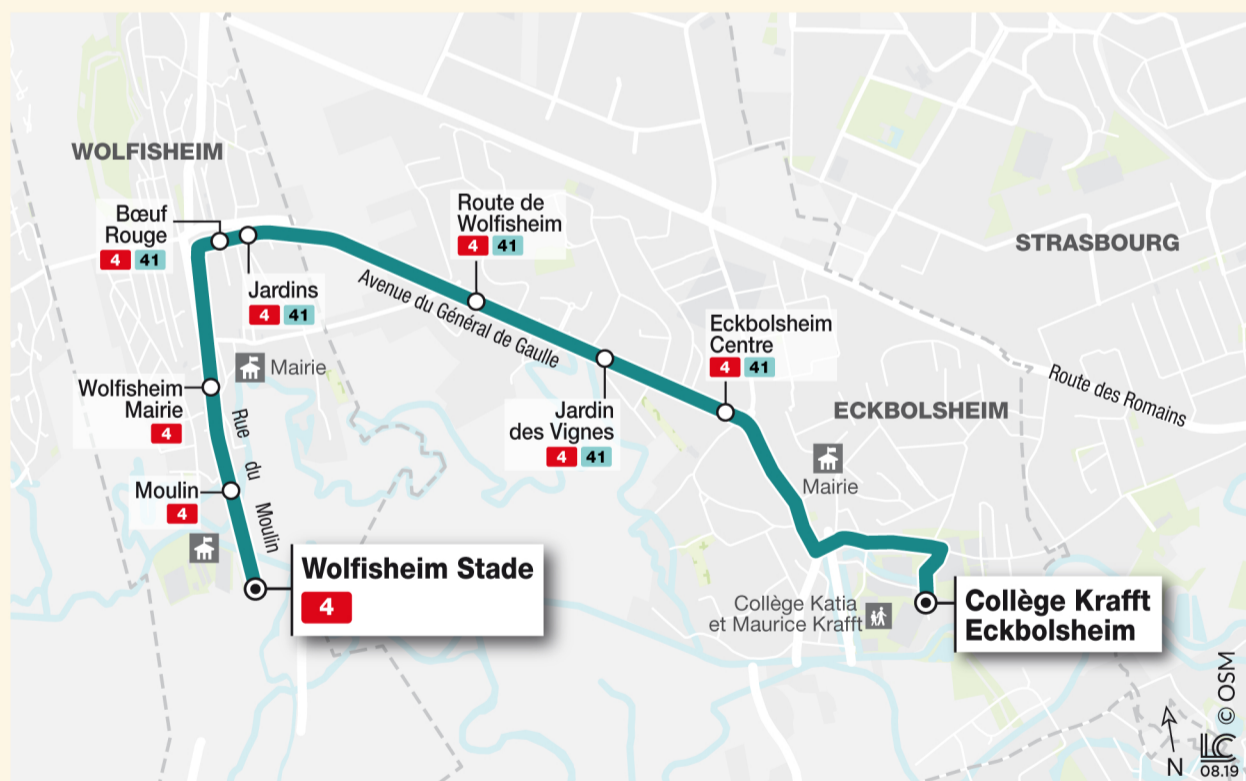 WOLFISHEIM
Bœuf
Rouge
4 41
Jardins
4 41
Route de
Wolfisheim
4 41
Avenue du Général de Gaulle
STRASBOURG
Route des Romains
Eckbolsheim
Centre
4 41
ECKBOLSHEIM
Mairie
Wolfisheim
Mairie
4
Rue du Moulin
Jardin
des Vignes
4 41
Mairie
Moulin
4
Wolfisheim Stade
4
Collège Katia
et Maurice Krafft
Collège Krafft
Eckbolsheim
N
LC
08.19
© OSM